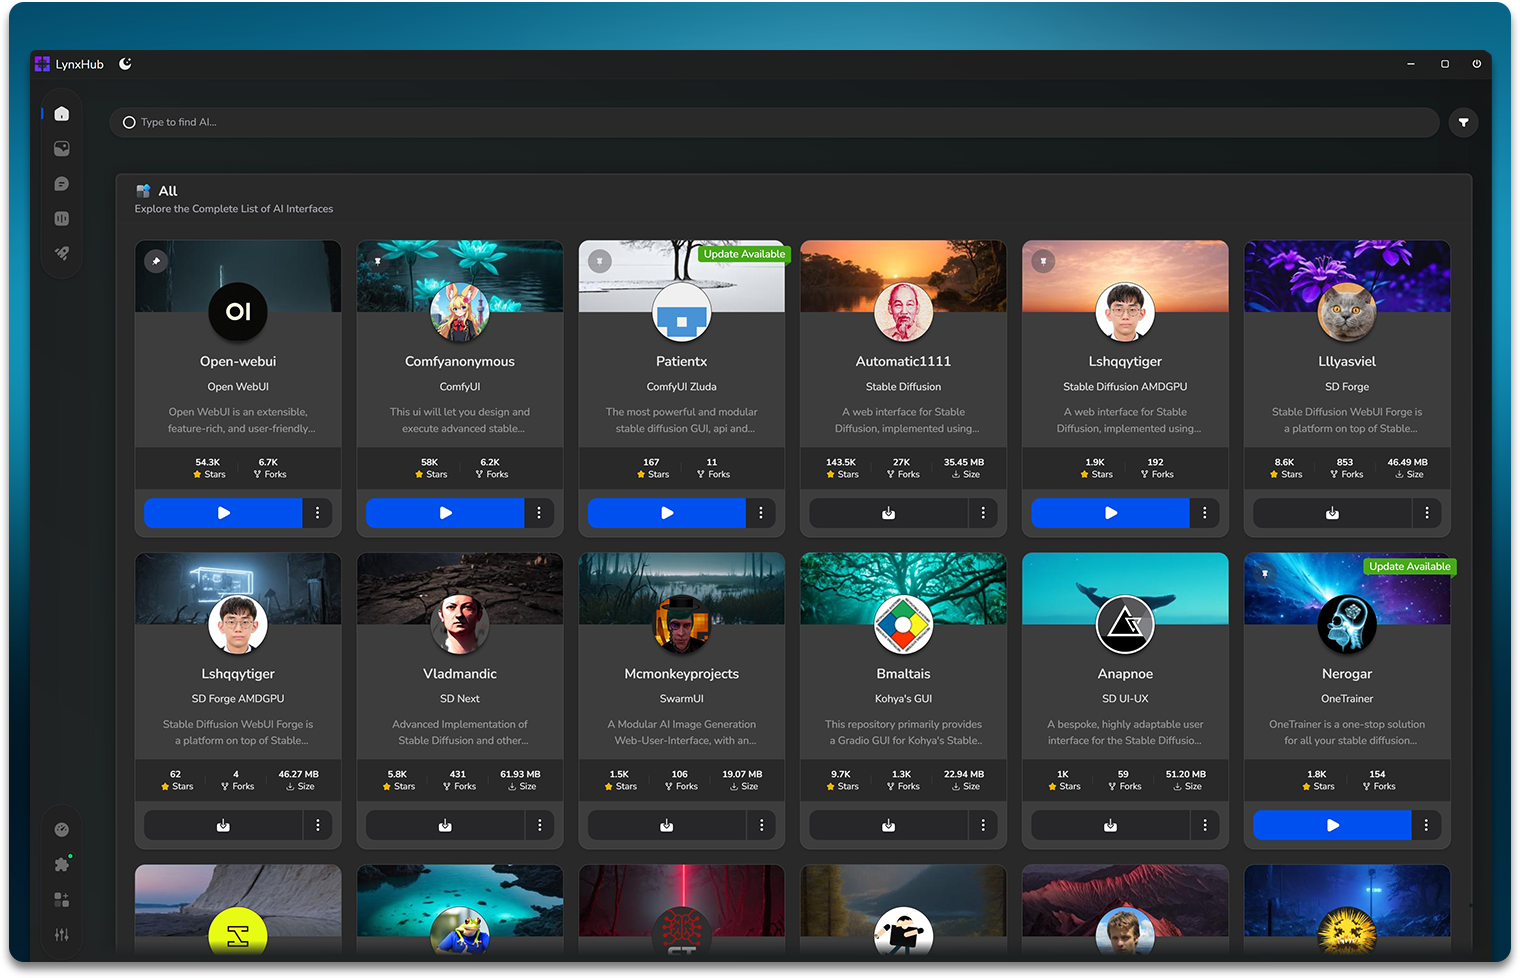 LynxHub
Type to find AI...
All
Explore the Complete List of AI Interfaces
OI
Open-webui
Open WebUI
Open WebUI is an extensible,
feature-rich, and user-friendly...
54.3K
Stars
6.7K
Forks
Comfyanonymous
ComfyUI
This ui will let you design and
execute advanced stable...
58K
Stars
6.2K
Forks
Update Available
Patientx
ComfyUI Zluda
The most powerful and modular
stable diffusion GUI, api and...
167
Stars
11
Forks
Automatic1111
Stable Diffusion
A web interface for Stable
Diffusion, implemented using...
143.5K
Stars
27K
Forks
35.45 MB
Size
Lshqqytiger
Stable Diffusion AMDGPU
A web interface for Stable
Diffusion, implemented using...
1.9K
Stars
192
Forks
Lllyasviel
SD Forge
Stable Diffusion WebUI Forge is
a platform on top of Stable...
8.6K
Stars
853
Forks
46.49 MB
Size
Lshqqytiger
SD Forge AMDGPU
Stable Diffusion WebUI Forge is
a platform on top of Stable...
62
Stars
4
Forks
46.27 MB
Size
Vladmandic
SD Next
Advanced Implementation of
Stable Diffusion and other...
5.8K
Stars
431
Forks
61.93 MB
Size
Mcmonkeyprojects
SwarmUI
A Modular AI Image Generation
Web-User-Interface, with an...
1.5K
Stars
106
Forks
19.07 MB
Size
Bmaltais
Kohya's GUI
This repository primarily provides
a Gradio GUI for Kohya's Stable..
9.7K
Stars
1.3K
Forks
22.94 MB
Size
Anapnoe
SD UI-UX
A bespoke, highly adaptable user
interface for the Stable Diffusio...
1K
Stars
59
Forks
51.20 MB
Size
Update Available
Nerogar
OneTrainer
OneTrainer is a one-stop solution
for all your stable diffusion...
1.8K
Stars
154
Forks
ST